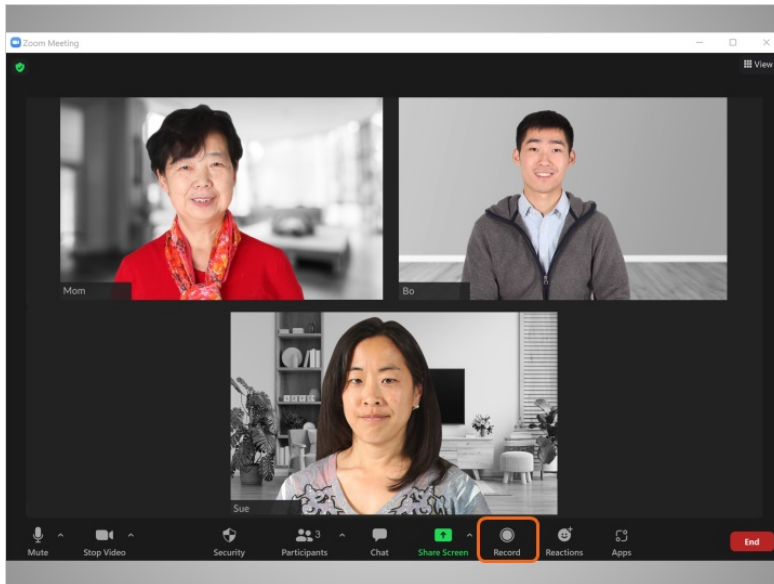 Zoom Meeting
View
Mom
Bo
Sue
Mute
Stop Video
Security
Participants
3
Chat
Share Screen
Record
Reactions
Apps
End